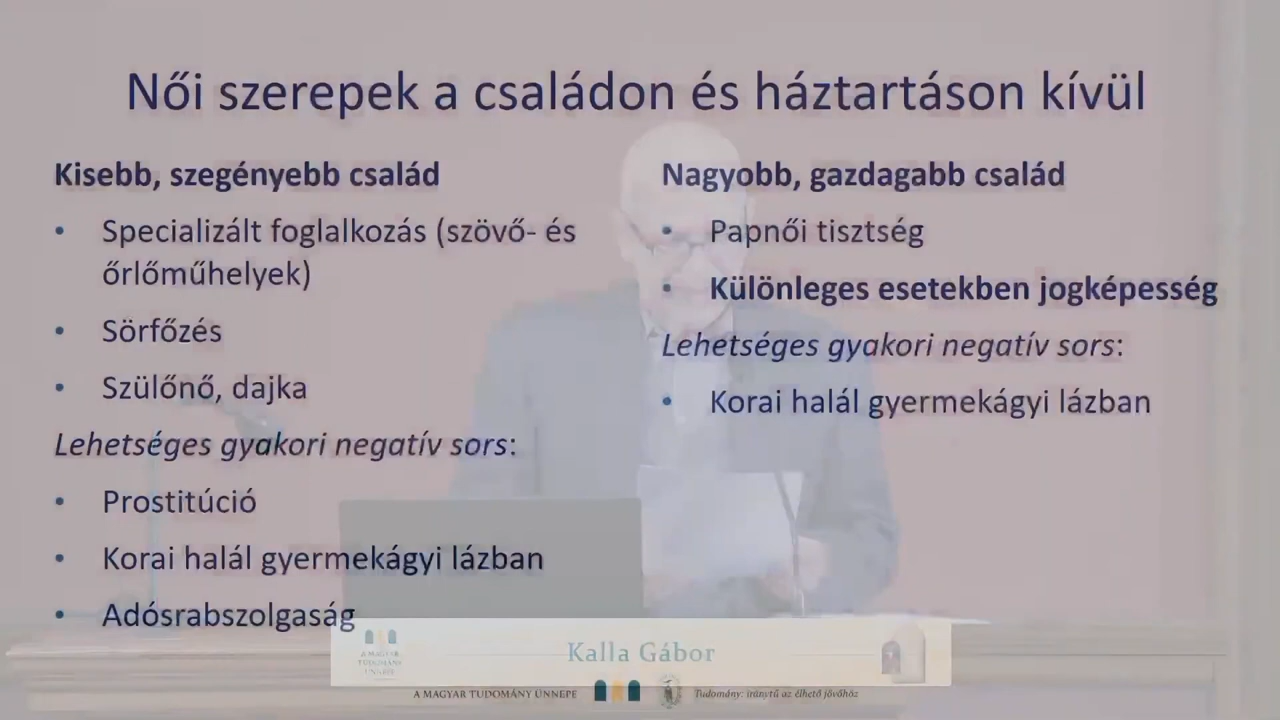 Női szerepek a családon és háztartáson kívül
Kisebb, szegényebb család
• Specializált foglalkozás (szövő- és
őrlőműhelyek)
• Sörfőzés
• Szülőnő, dajka
Lehetséges gyakori negatív sors:
• Prostitúció
• Korai halál gyermekágyi lázban
• Adósrabszolgaság
Nagyobb, gazdagabb család
• Papnői tisztség
• Különleges esetekben jogképesség
Lehetséges gyakori negatív sors:
• Korai halál gyermekágyi lázban
A MAGYAR
TUDOMÁNY
ÜNNEPE
Kalla Gábor
A MAGYAR TUDOMÁNY ÜNNEPE
Tudomány: iránytű az élhető jövőhöz